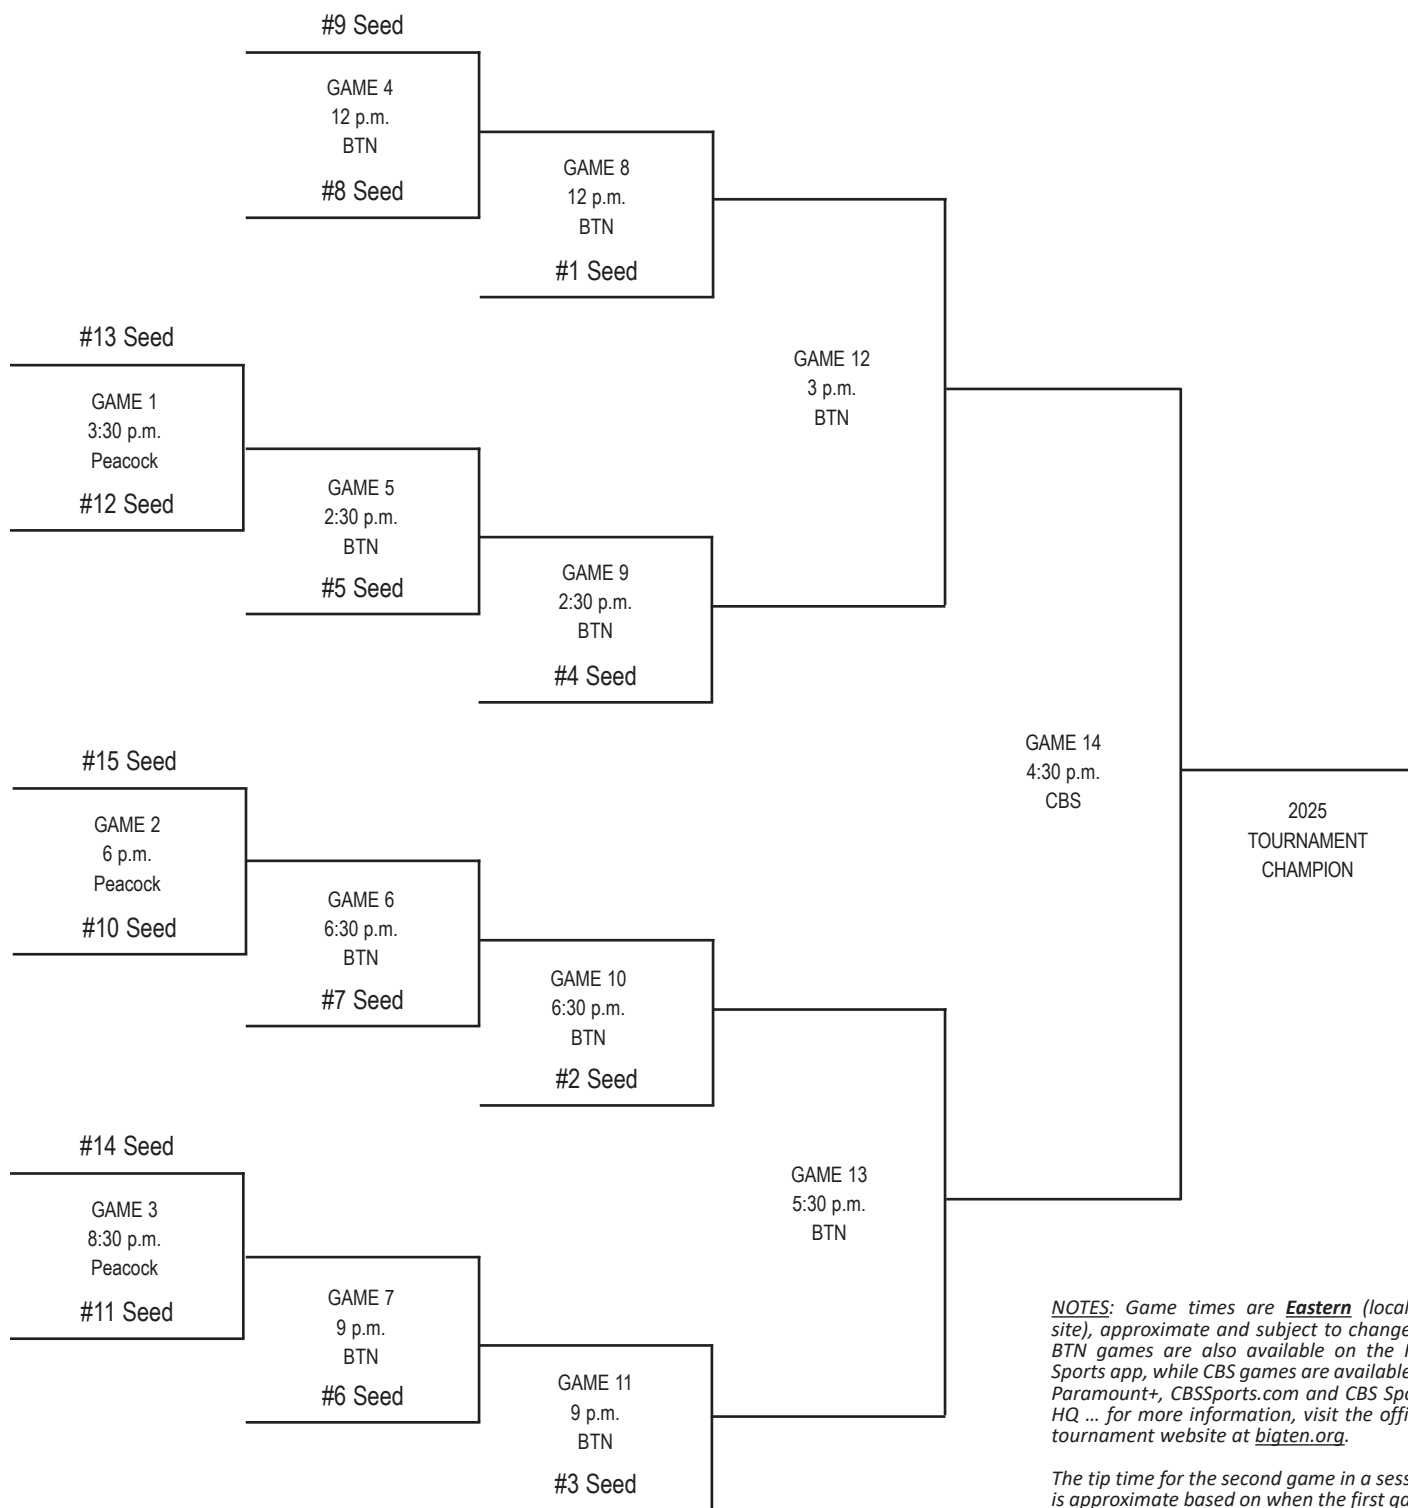 #9 Seed
GAME 4
12 p.m.
BTN
#8 Seed
GAME 8
12 p.m.
BTN
#1 Seed
#13 Seed
GAME 1
3:30 p.m.
Peacock
#12 Seed
GAME 5
2:30 p.m.
BTN
#5 Seed
GAME 9
2:30 p.m.
BTN
#4 Seed
GAME 12
3 p.m.
BTN
#15 Seed
GAME 2
6 p.m.
Peacock
#10 Seed
GAME 6
6:30 p.m.
BTN
#7 Seed
GAME 10
6:30 p.m.
BTN
#2 Seed
#14 Seed
GAME 3
8:30 p.m.
Peacock
#11 Seed
GAME 7
9 p.m.
BTN
#6 Seed
GAME 11
9 p.m.
BTN
#3 Seed
GAME 13
5:30 p.m.
BTN
GAME 14
4:30 p.m.
CBS
2025
TOURNAMENT
CHAMPION
NOTES: Game times are Eastern (local
site), approximate and subject to change
BTN games are also available on the
Sports app, while CBS games are available
Paramount+, CBSSports.com and CBS
HQ ... for more information, visit the
tournament website at bigten.org.
The tip time for the second game in a
is approximate based on when the first